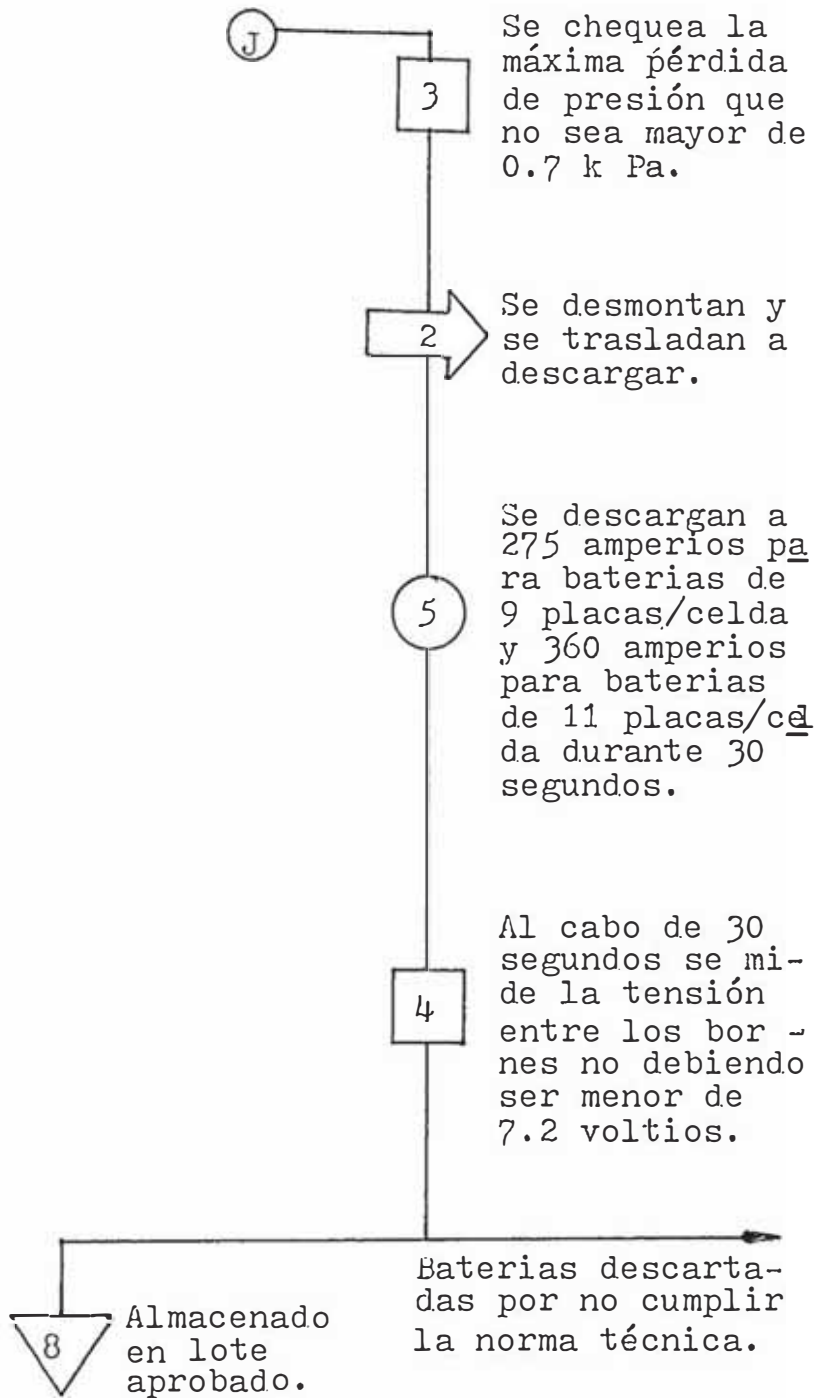 J
3
Se chequea la
máxima pérdida
de presión que
no sea mayor de
0.7 k Pa.
2
Se desmontan y
se trasladan a
descargar.
5
Se descargan a
275 amperios pa
ra baterias de
9 placas/celda
y 360 amperios
para baterias
de 11 placas/cel
da durante 30
segundos.
4
Al cabo de 30
segundos se mi-
de la tensión
entre los bor -
nes no debiendo
ser menor de
7.2 voltios.
Baterias descarta-
das por no cumplir
la norma técnica.
8
Almacenado
en lote
aprobado.